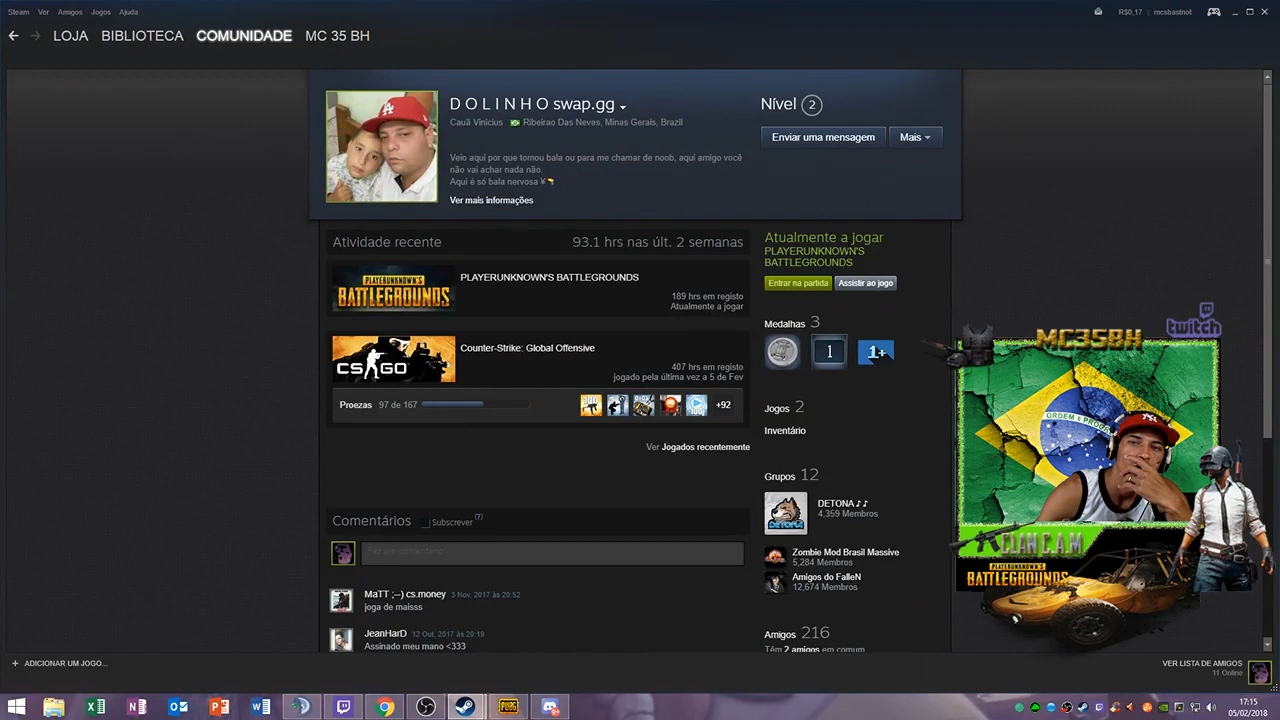 Steam Ver Amigos Jogos Ajuda
R$0,17 mcsbastnot
LOJA BIBLIOTECA COMUNIDADE MC 35 BH
D O L I N H O swap.gg
Cauã Vinicius Ribeirao Das Neves, Minas Gerais, Brazil
Veio aqui por que tomou bala ou para me chamar de noob, aqui amigo você
não vai achar nada não.
Aqui é só bala nervosa ¥
Ver mais informações
Nível 2
Enviar uma mensagem Mais
Atividade recente 93.1 hrs nas últ. 2 semanas
PLAYERUNKNOWN'S
BATTLEGROUNDS
PLAYERUNKNOWN'S BATTLEGROUNDS
189 hrs em registo
Atualmente a jogar
CS GO
Counter-Strike: Global Offensive
407 hrs em registo
jogado pela última vez a 5 de Fev
Proezas 97 de 167 +92
Ver Jogados recentemente
Comentários Subscrever (7)
Faz um comentário
MaTT ;--) cs.money 3 Nov, 2017 às 20:52
joga de maisss
JeanHarD 12 Out, 2017 às 20:19
Assinado meu mano <333
Atualmente a jogar
PLAYERUNKNOWN'S
BATTLEGROUNDS
Entrar na partida Assistir ao jogo
Medalhas 3
1 1+
Jogos 2
Inventário
Grupos 12
DETONA
DETONA ♪♪
4,359 Membros
Zombie Mod Brasil Massive
5,284 Membros
Amigos do FalleN
12,674 Membros
Amigos 216
Têm 2 amigos em comum
twitch
MC35BH
ORDEM E PROGR
CLAN C.A.M
PLAYERUNKNOWN'S
BATTLEGROUNDS
+ ADICIONAR UM JOGO...
VER LISTA DE AMIGOS
11 Online
PUBG
17:15
05/02/2018